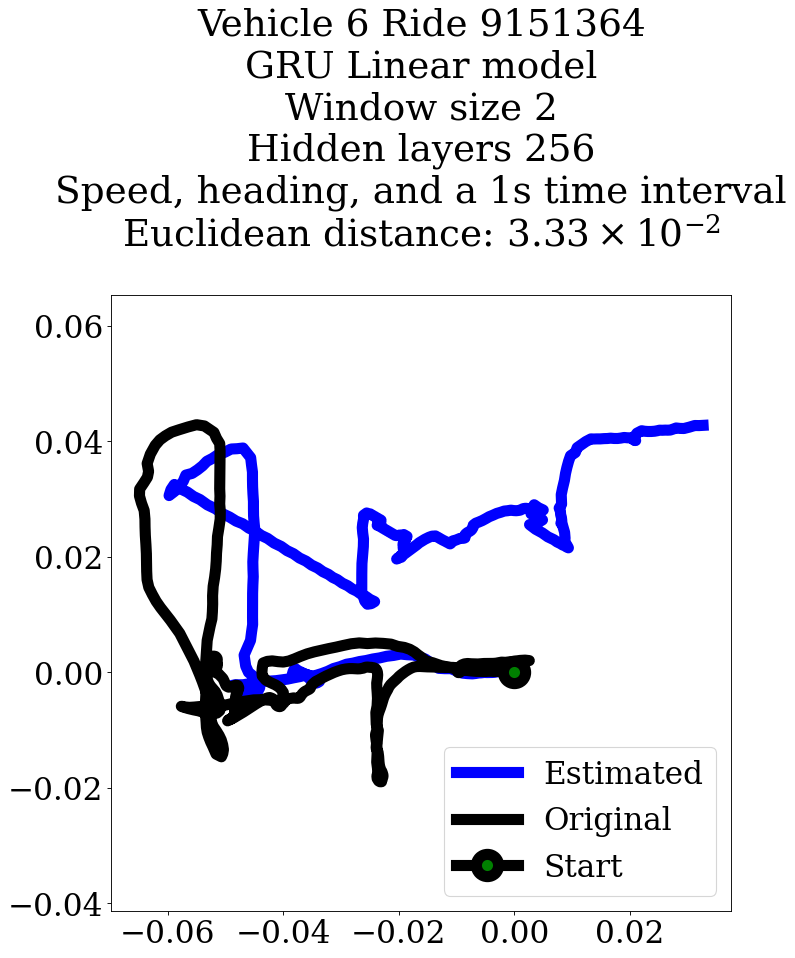 Vehicle 6 Ride 9151364
GRU Linear model
Window size 2
Hidden layers 256
Speed, heading, and a 1s time interval
Euclidean distance: 3.33 × 10⁻²
0.06
0.04
0.02
0.00
−0.02
−0.04
Estimated
Original
Start
−0.06 −0.04 −0.02 0.00 0.02